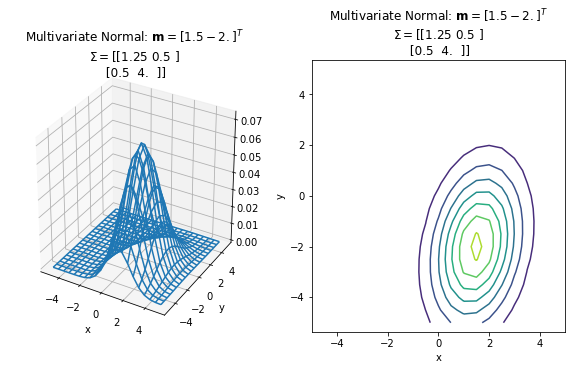 Multivariate Normal: m = [1.5 −2. ]^T
Σ = [[1.25 0.5 ]
[0.5 4. ]]
0.07
0.06
0.05
0.04
0.03
0.02
0.01
0.00
−4
−2
0
2
4
x
−4
−2
0
2
4
y
Multivariate Normal: m = [1.5 −2. ]^T
Σ = [[1.25 0.5 ]
[0.5 4. ]]
4
2
0
−2
−4
y
−4 −2 0 2 4
x